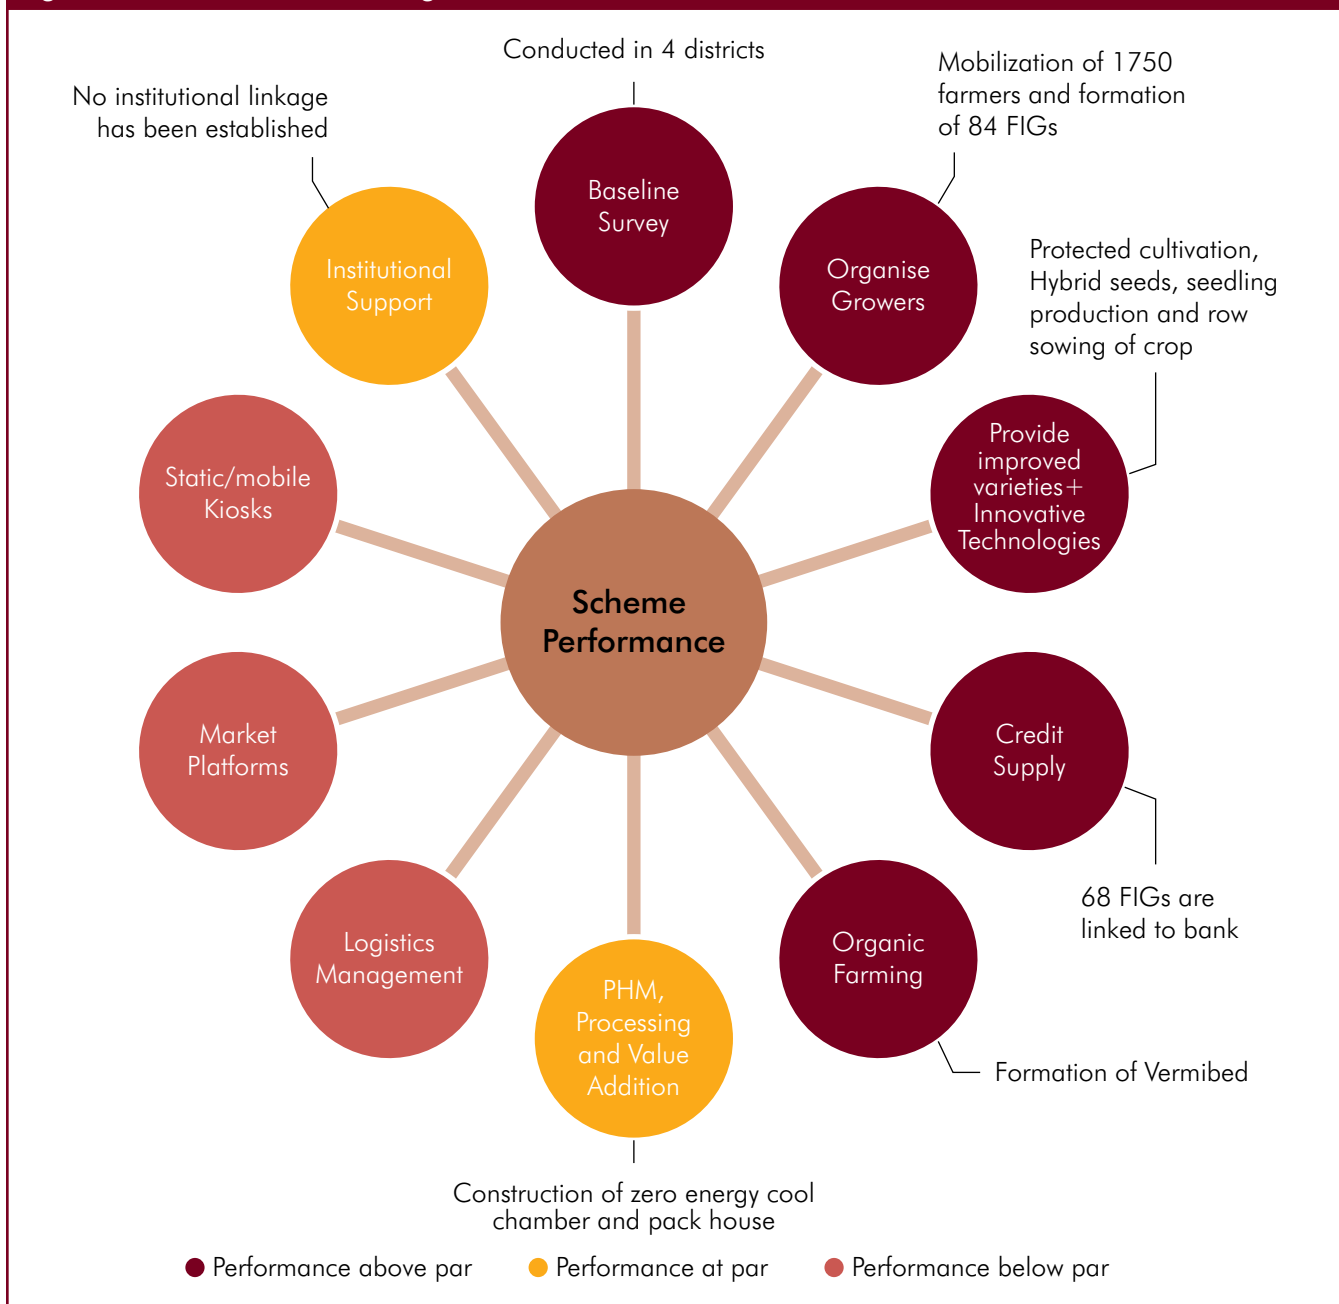 Conducted in 4 districts
No institutional linkage
has been established
Mobilization of 1750
farmers and formation
of 84 FIGs
Baseline
Survey
Institutional
Support
Organise
Growers
Protected cultivation,
Hybrid seeds, seedling
production and row
sowing of crop
Static/mobile
Kiosks
Provide
improved
varieties+
Innovative
Technologies
Scheme
Performance
Market
Platforms
Credit
Supply
68 FIGs are
linked to bank
Logistics
Management
Organic
Farming
PHM,
Processing
and Value
Addition
Formation of Vermibed
Construction of zero energy cool
chamber and pack house
Performance above par
Performance at par
Performance below par